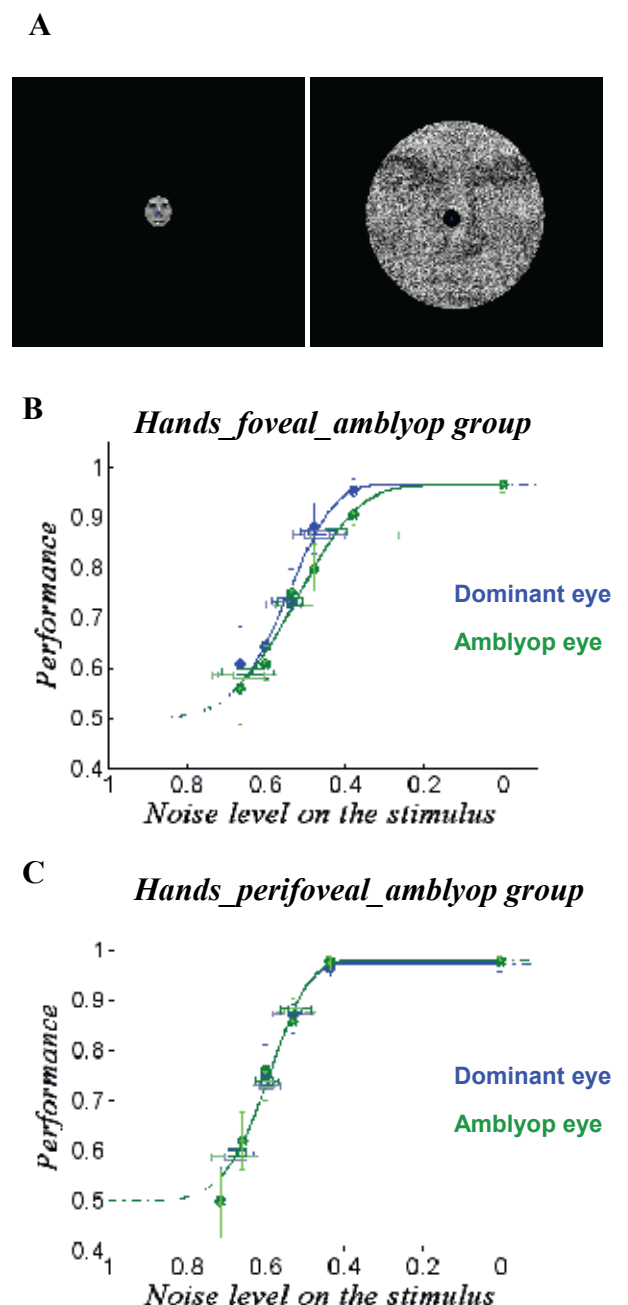 A
B
Hands_foveal_amblyop group
1
0.9
0.8
0.7
0.6
0.5
0.4
Performance
Dominant eye
Amblyop eye
1 0.8 0.6 0.4 0.2 0
Noise level on the stimulus
C
Hands_perifoveal_amblyop group
1
0.9
0.8
0.7
0.6
0.5
0.4
Performance
Dominant eye
Amblyop eye
1 0.8 0.6 0.4 0.2 0
Noise level on the stimulus